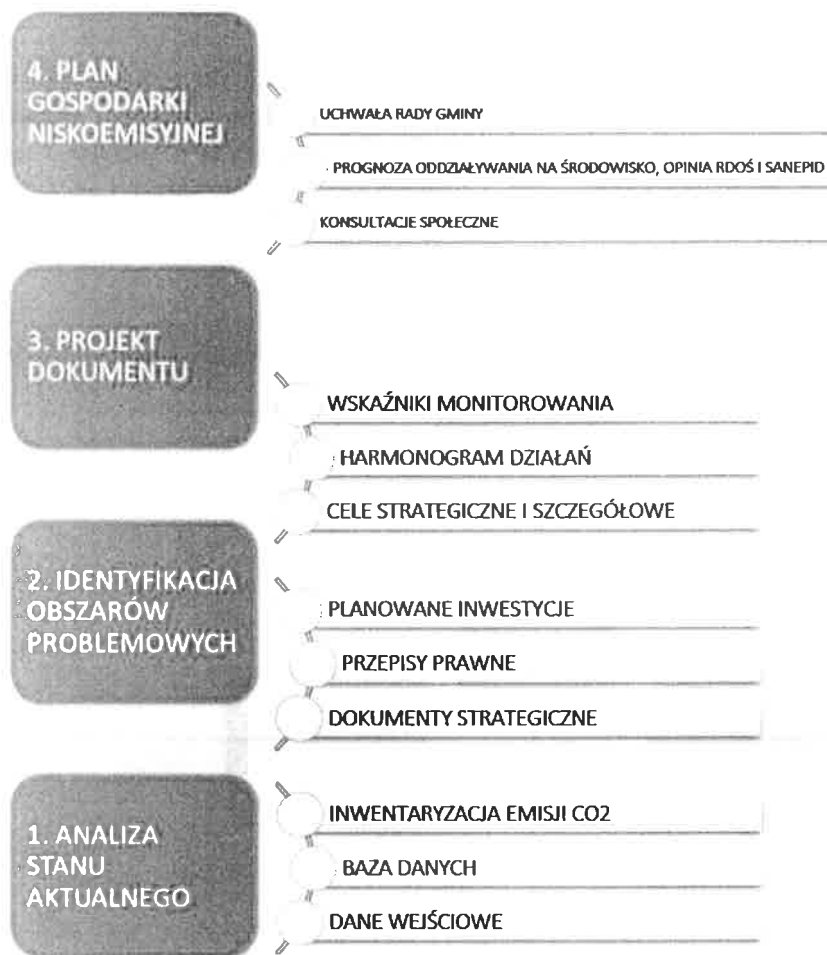 4. PLAN
GOSPODARKI
NISKOEMISYJNEJ
UCHWAŁA RADY GMINY
PROGNOZA ODDZIAŁYWANIA NA ŚRODOWISKO, OPINIA RDOŚ I SANEPID
KONSULTACJE SPOŁECZNE
3. PROJEKT
DOKUMENTU
WSKAŹNIKI MONITOROWANIA
HARMONOGRAM DZIAŁAŃ
CELE STRATEGICZNE I SZCZEGÓŁOWE
2. IDENTYFIKACJA
OBSZARÓW
PROBLEMOWYCH
PLANOWANE INWESTYCJE
PRZEPISY PRAWNE
DOKUMENTY STRATEGICZNE
1. ANALIZA
STANU
AKTUALNEGO
INWENTARYZACJA EMISJI CO2
BAZA DANYCH
DANE WEJŚCIOWE